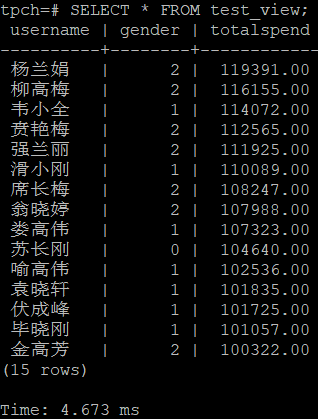 tpch=# SELECT * FROM test_view;
 username | gender | totalspend
----------+--------+------------
 杨兰娟   |      2 |  119391.00
 柳高梅   |      2 |  116155.00
 韦小全   |      1 |  114072.00
 贲艳梅   |      2 |  112565.00
 强兰丽   |      2 |  111925.00
 滑小刚   |      1 |  110089.00
 席长梅   |      2 |  108247.00
 翁晓婷   |      2 |  107988.00
 娄高伟   |      1 |  107323.00
 苏长刚   |      0 |  104640.00
 喻高伟   |      1 |  102536.00
 袁晓轩   |      1 |  101835.00
 伏成峰   |      1 |  101725.00
 毕晓刚   |      1 |  101057.00
 金高芳   |      2 |  100322.00
(15 rows)
Time: 4.673 ms